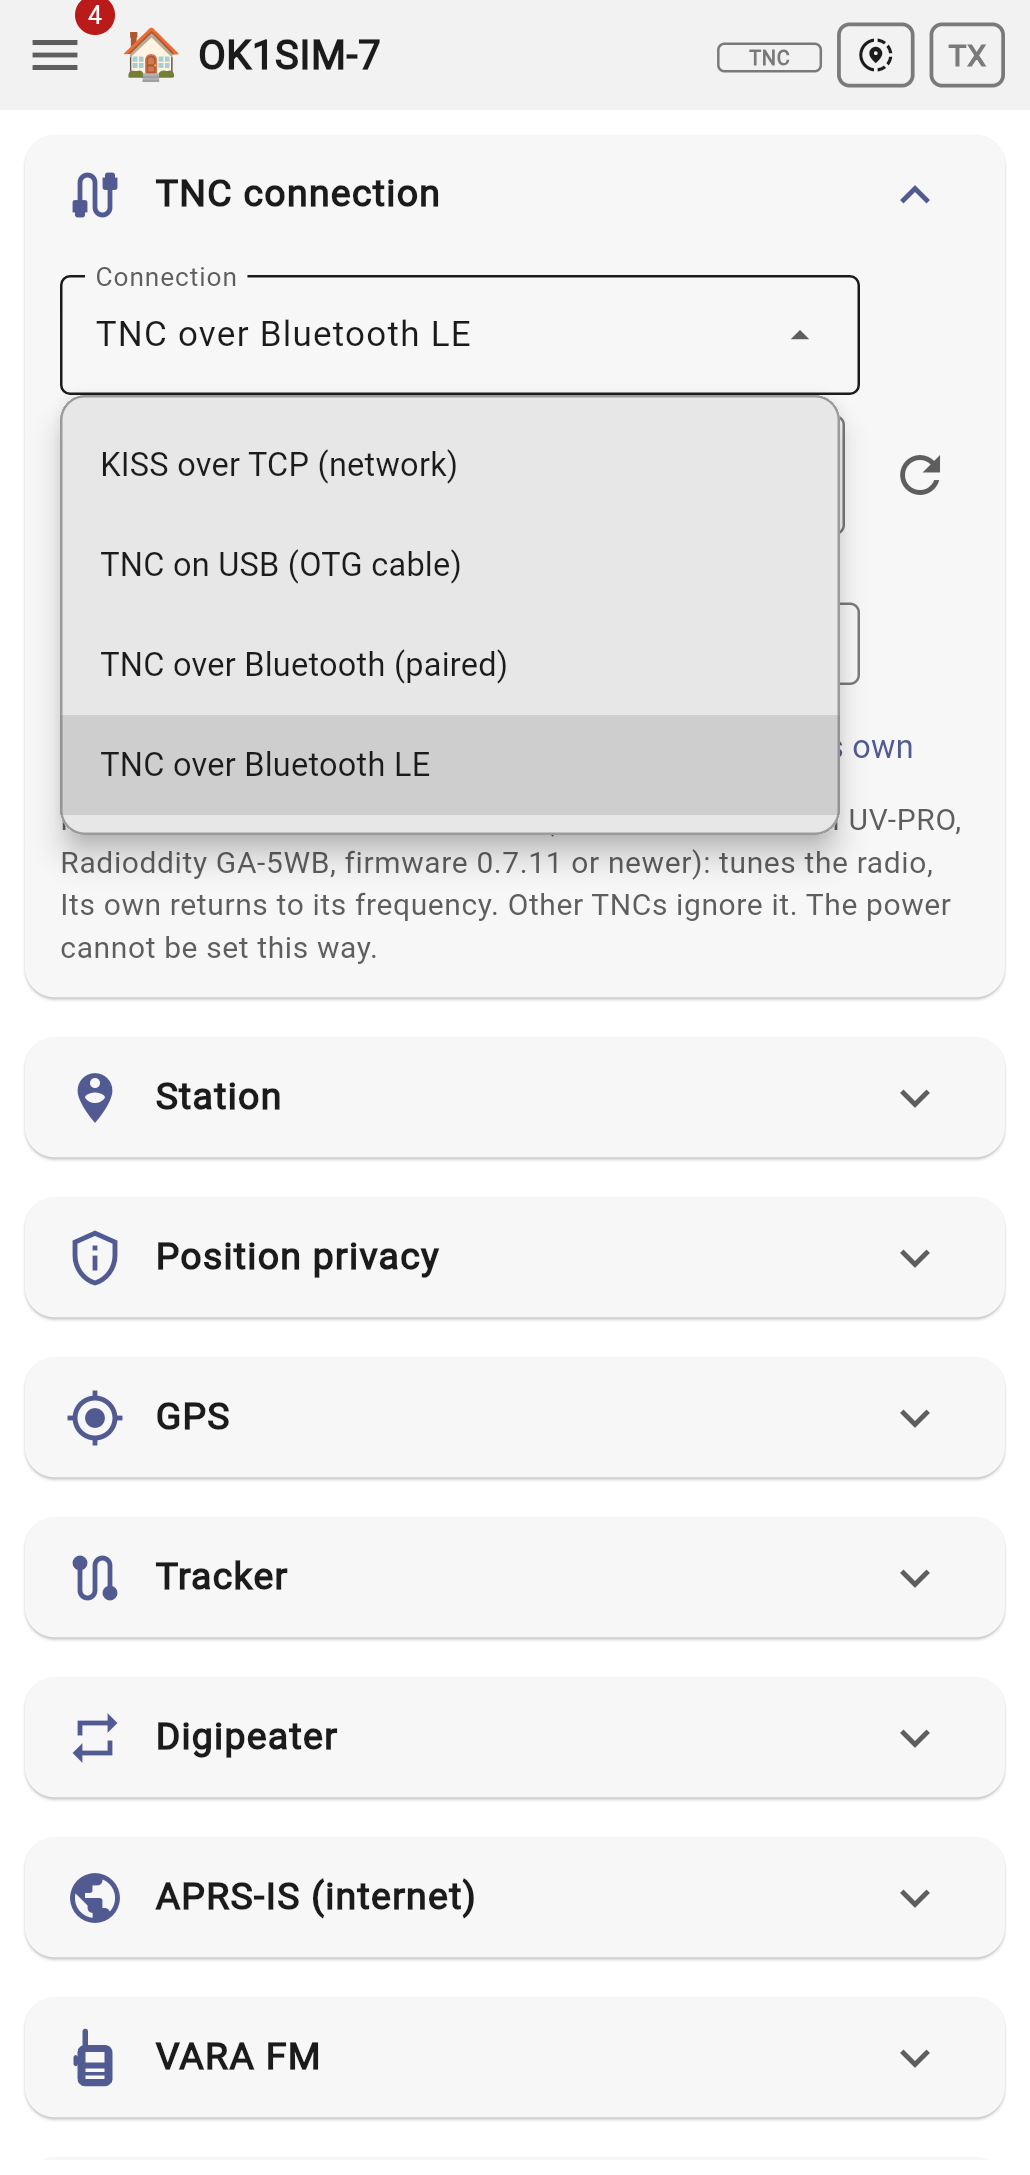 4
OK1SIM-7
TNC
TX
TNC connection
Connection
TNC over Bluetooth LE
KISS over TCP (network)
TNC on USB (OTG cable)
TNC over Bluetooth (paired)
TNC over Bluetooth LE
own
UV-PRO,
Radioddity GA-5WB, firmware 0.7.11 or newer): tunes the radio,
Its own returns to its frequency. Other TNCs ignore it. The power
cannot be set this way.
Station
Position privacy
GPS
Tracker
Digipeater
APRS-IS (internet)
VARA FM